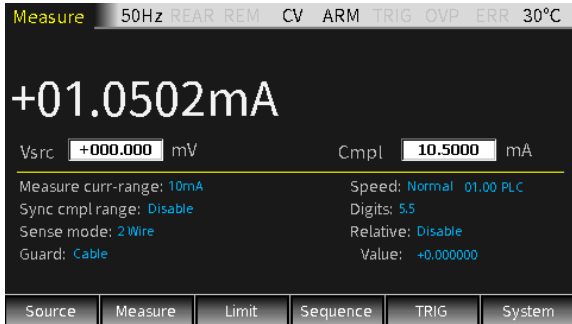 Measure 50Hz REAR REM CV ARM TRIG OVP ERR 30°C
+01.0502mA
Vsrc +000.000 mV Cmpl 10.5000 mA
Measure curr-range: 10mA Speed: Normal 01.00 PLC
Sync cmpl range: Disable Digits: 5.5
Sense mode: 2 Wire Relative: Disable
Guard: Cable Value: +0.000000
Source Measure Limit Sequence TRIG System